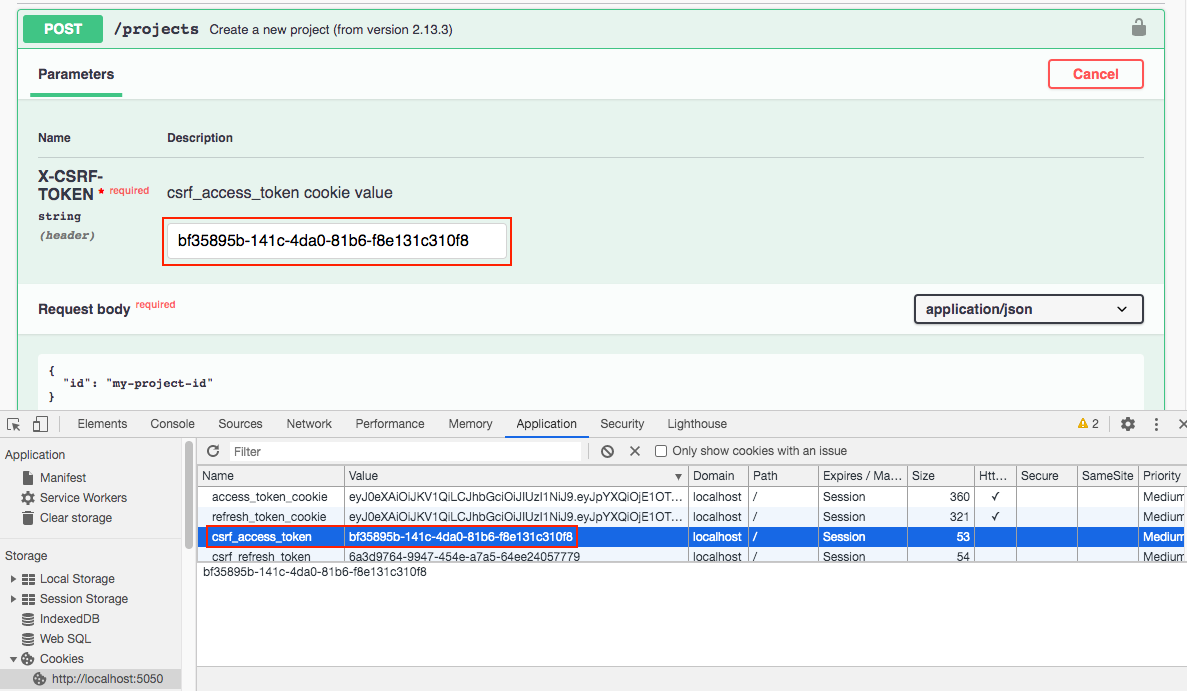 POST /projects Create a new project (from version 2.13.3)
Parameters Cancel
Name Description
X-CSRF-
TOKEN * required
string
(header)
csrf_access_token cookie value
bf35895b-141c-4da0-81b6-f8e131c310f8
Request body required application/json
{
"id": "my-project-id"
}
Elements Console Sources Network Performance Memory Application Security Lighthouse 2
Application
Manifest
Service Workers
Clear storage
Storage
Local Storage
Session Storage
IndexedDB
Web SQL
Cookies
http://localhost:5050
Filter Only show cookies with an issue
Name Value Domain Path Expires / Ma... Size Htt... Secure SameSite Priority
access_token_cookie eyJ0eXAiOiJKV1QiLCJhbGciOiJIUzI1NiJ9.eyJpYXQiOjE1OT... localhost / Session 360 ✓ Medium
refresh_token_cookie eyJ0eXAiOiJKV1QiLCJhbGciOiJIUzI1NiJ9.eyJpYXQiOjE1OT... localhost / Session 321 ✓ Medium
csrf_access_token bf35895b-141c-4da0-81b6-f8e131c310f8 localhost / Session 53 Medium
csrf_refresh_token 6a3d9764-9947-454e-a7a5-64ee24057779 localhost / Session 54 Medium
bf35895b-141c-4da0-81b6-f8e131c310f8